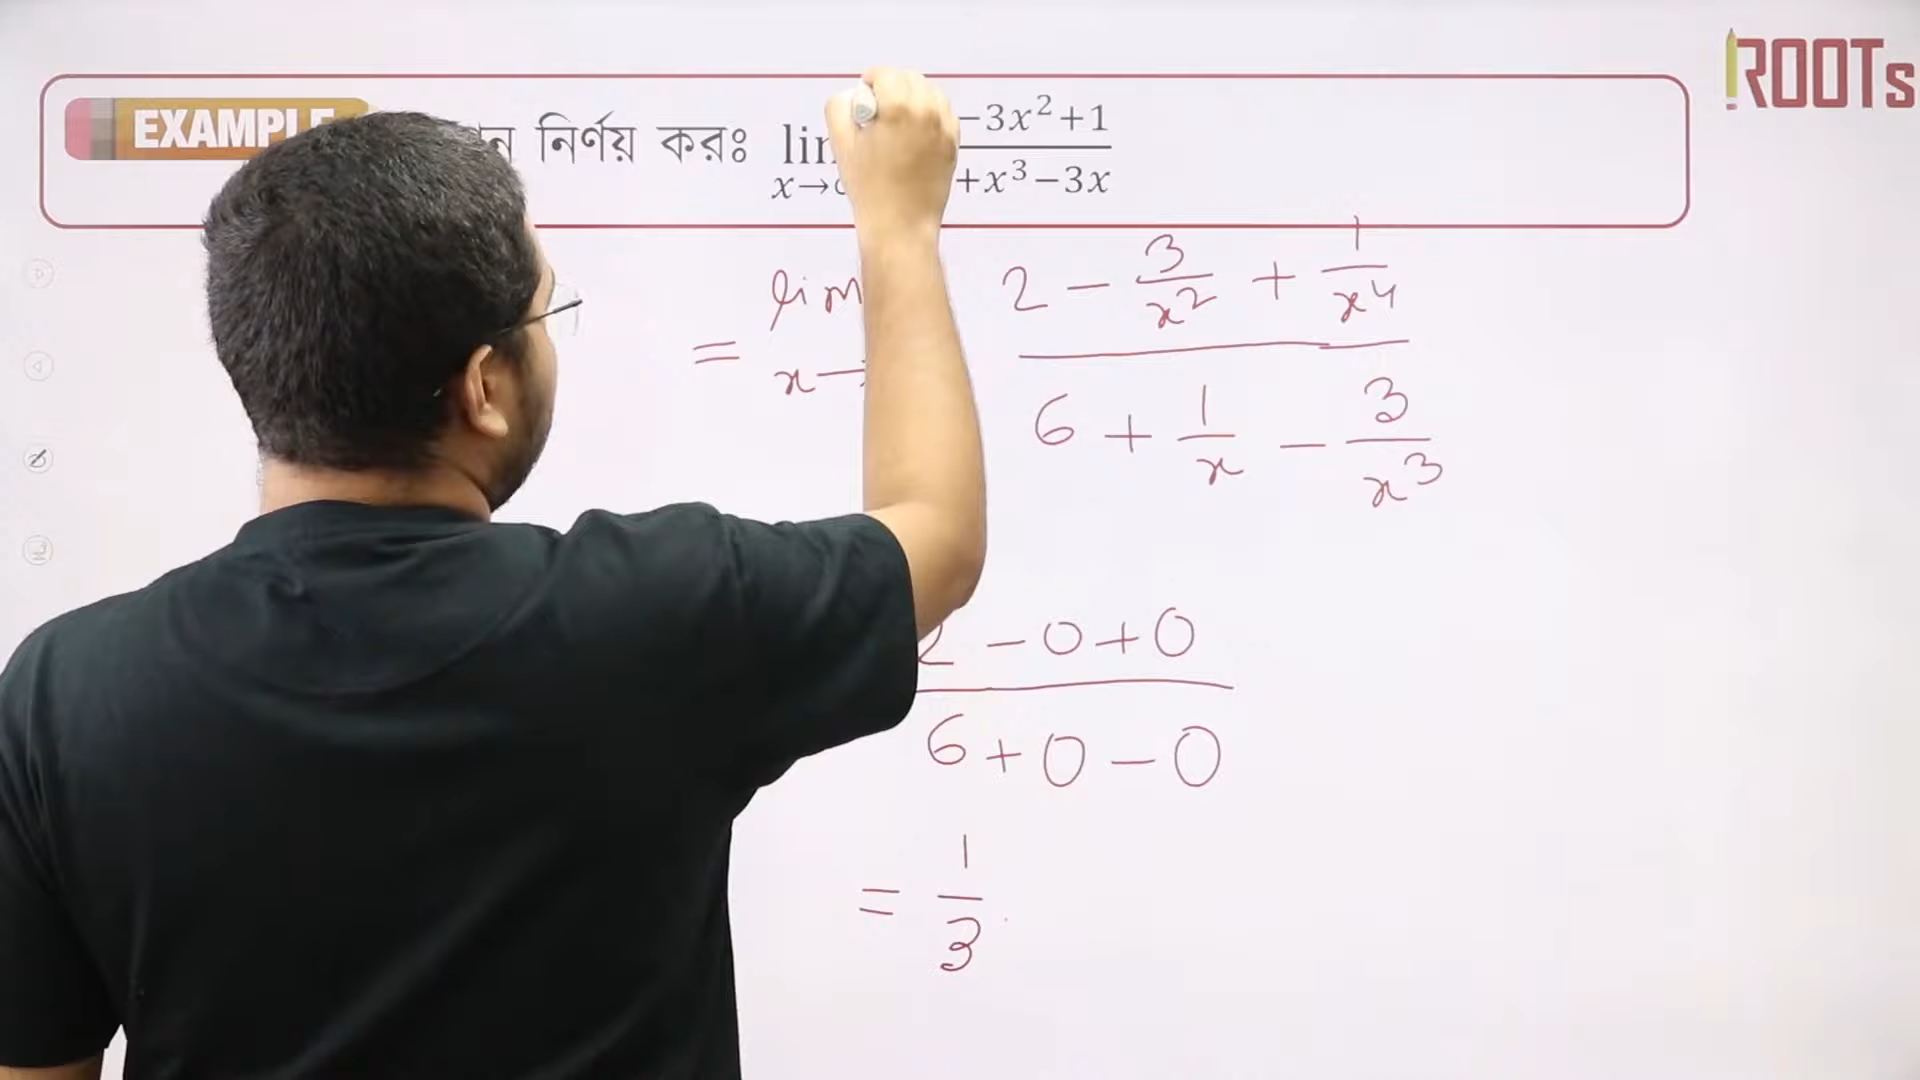 ROOTs
EXAMPLE
নির্ণয় করঃ lim −3x²+1
x→ +x³−3x
= lim 2 − 3/x² + 1/x⁴
x→ 6 + 1/x − 3/x³
2 − 0 + 0
6 + 0 − 0
= 1/3